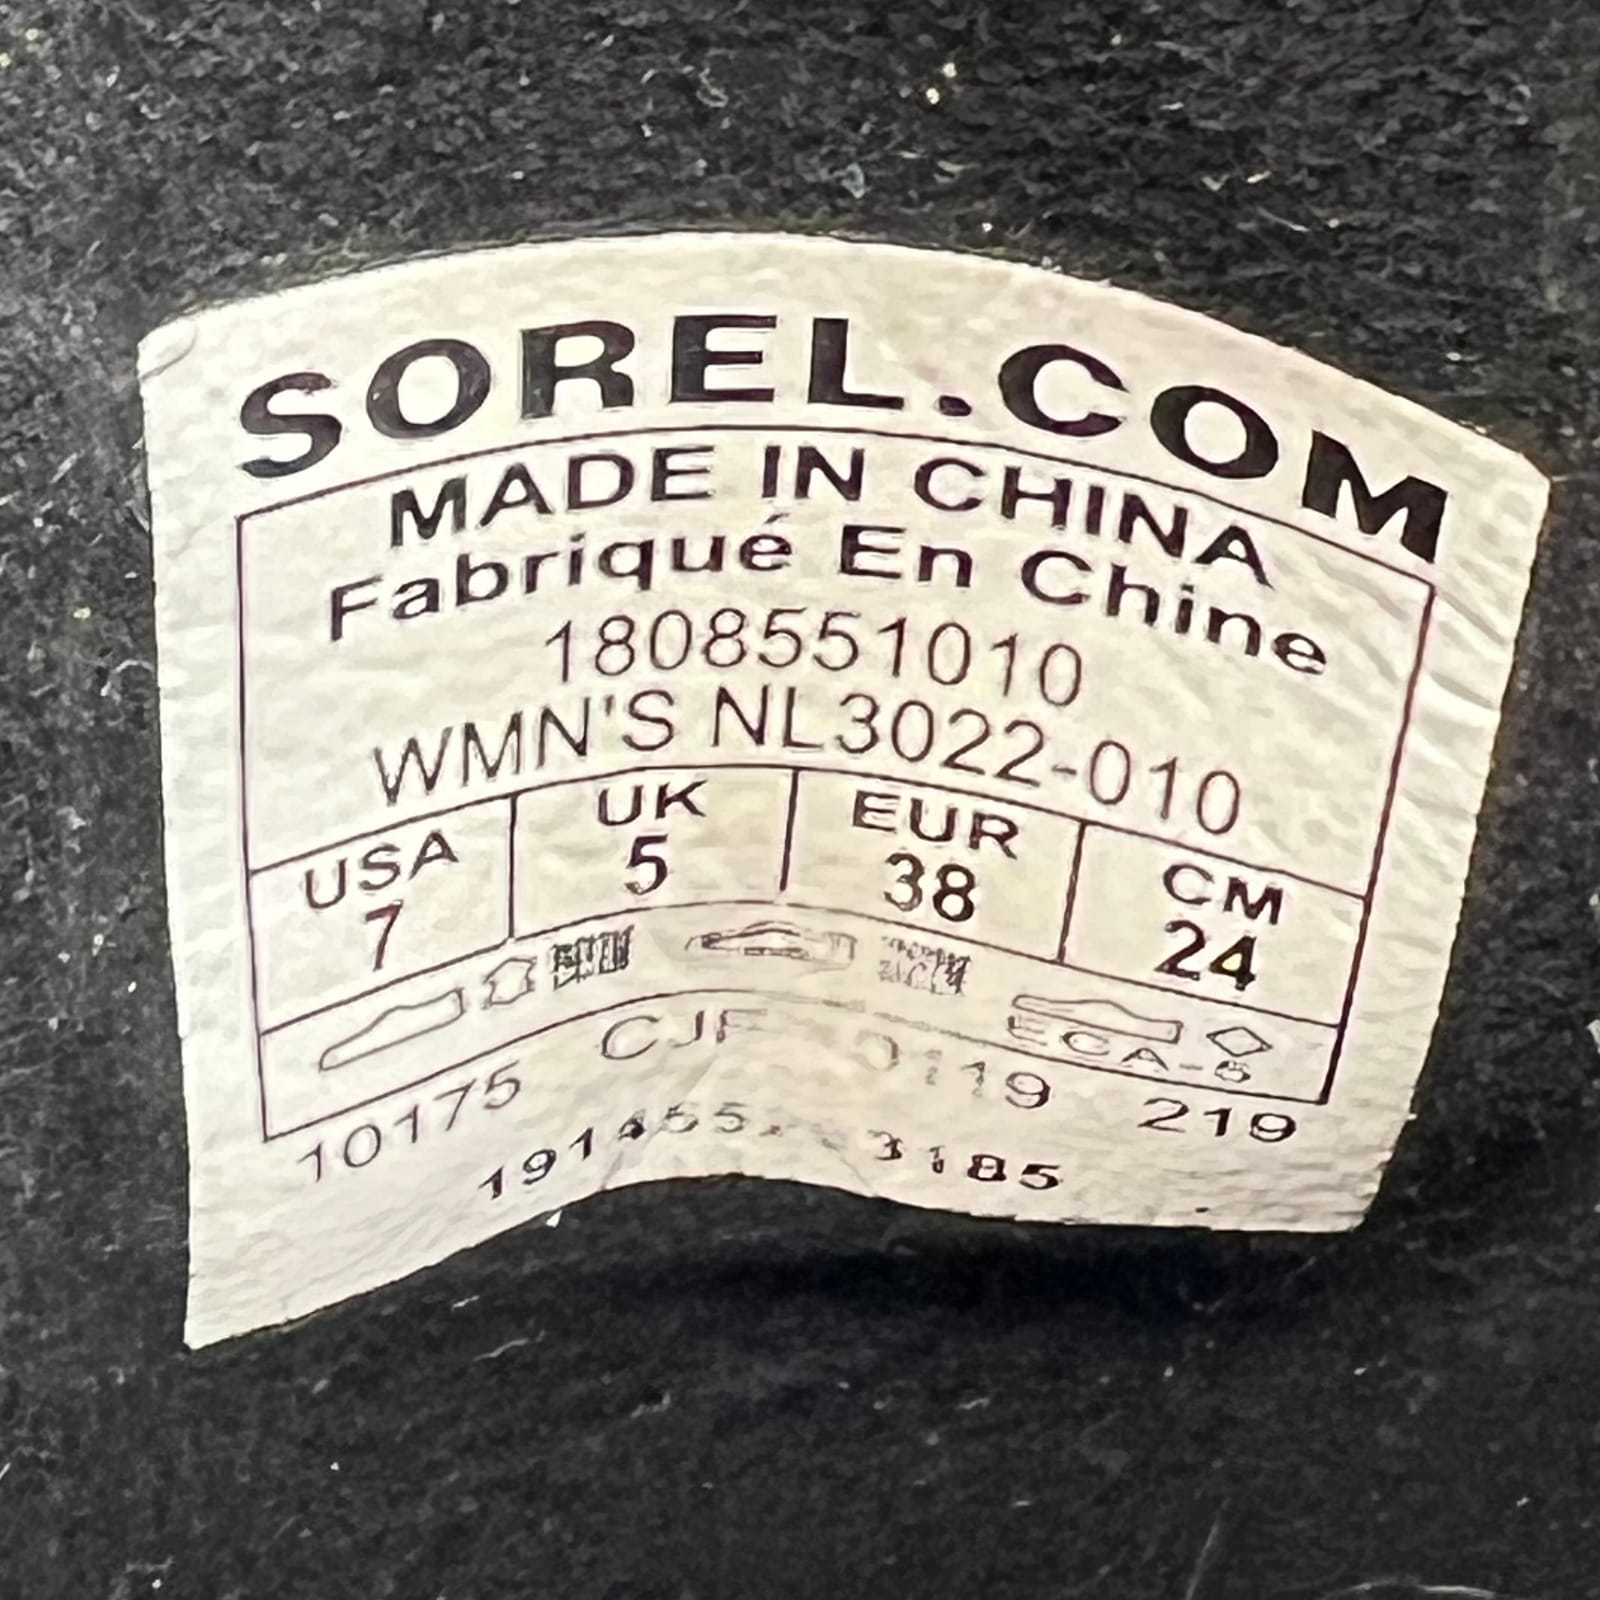 SOREL.COM
MADE IN CHINA
Fabriqué En Chine
1808551010
WMN'S NL3022-010
USA UK EUR CM
7 5 38 24
10175 CJF 219